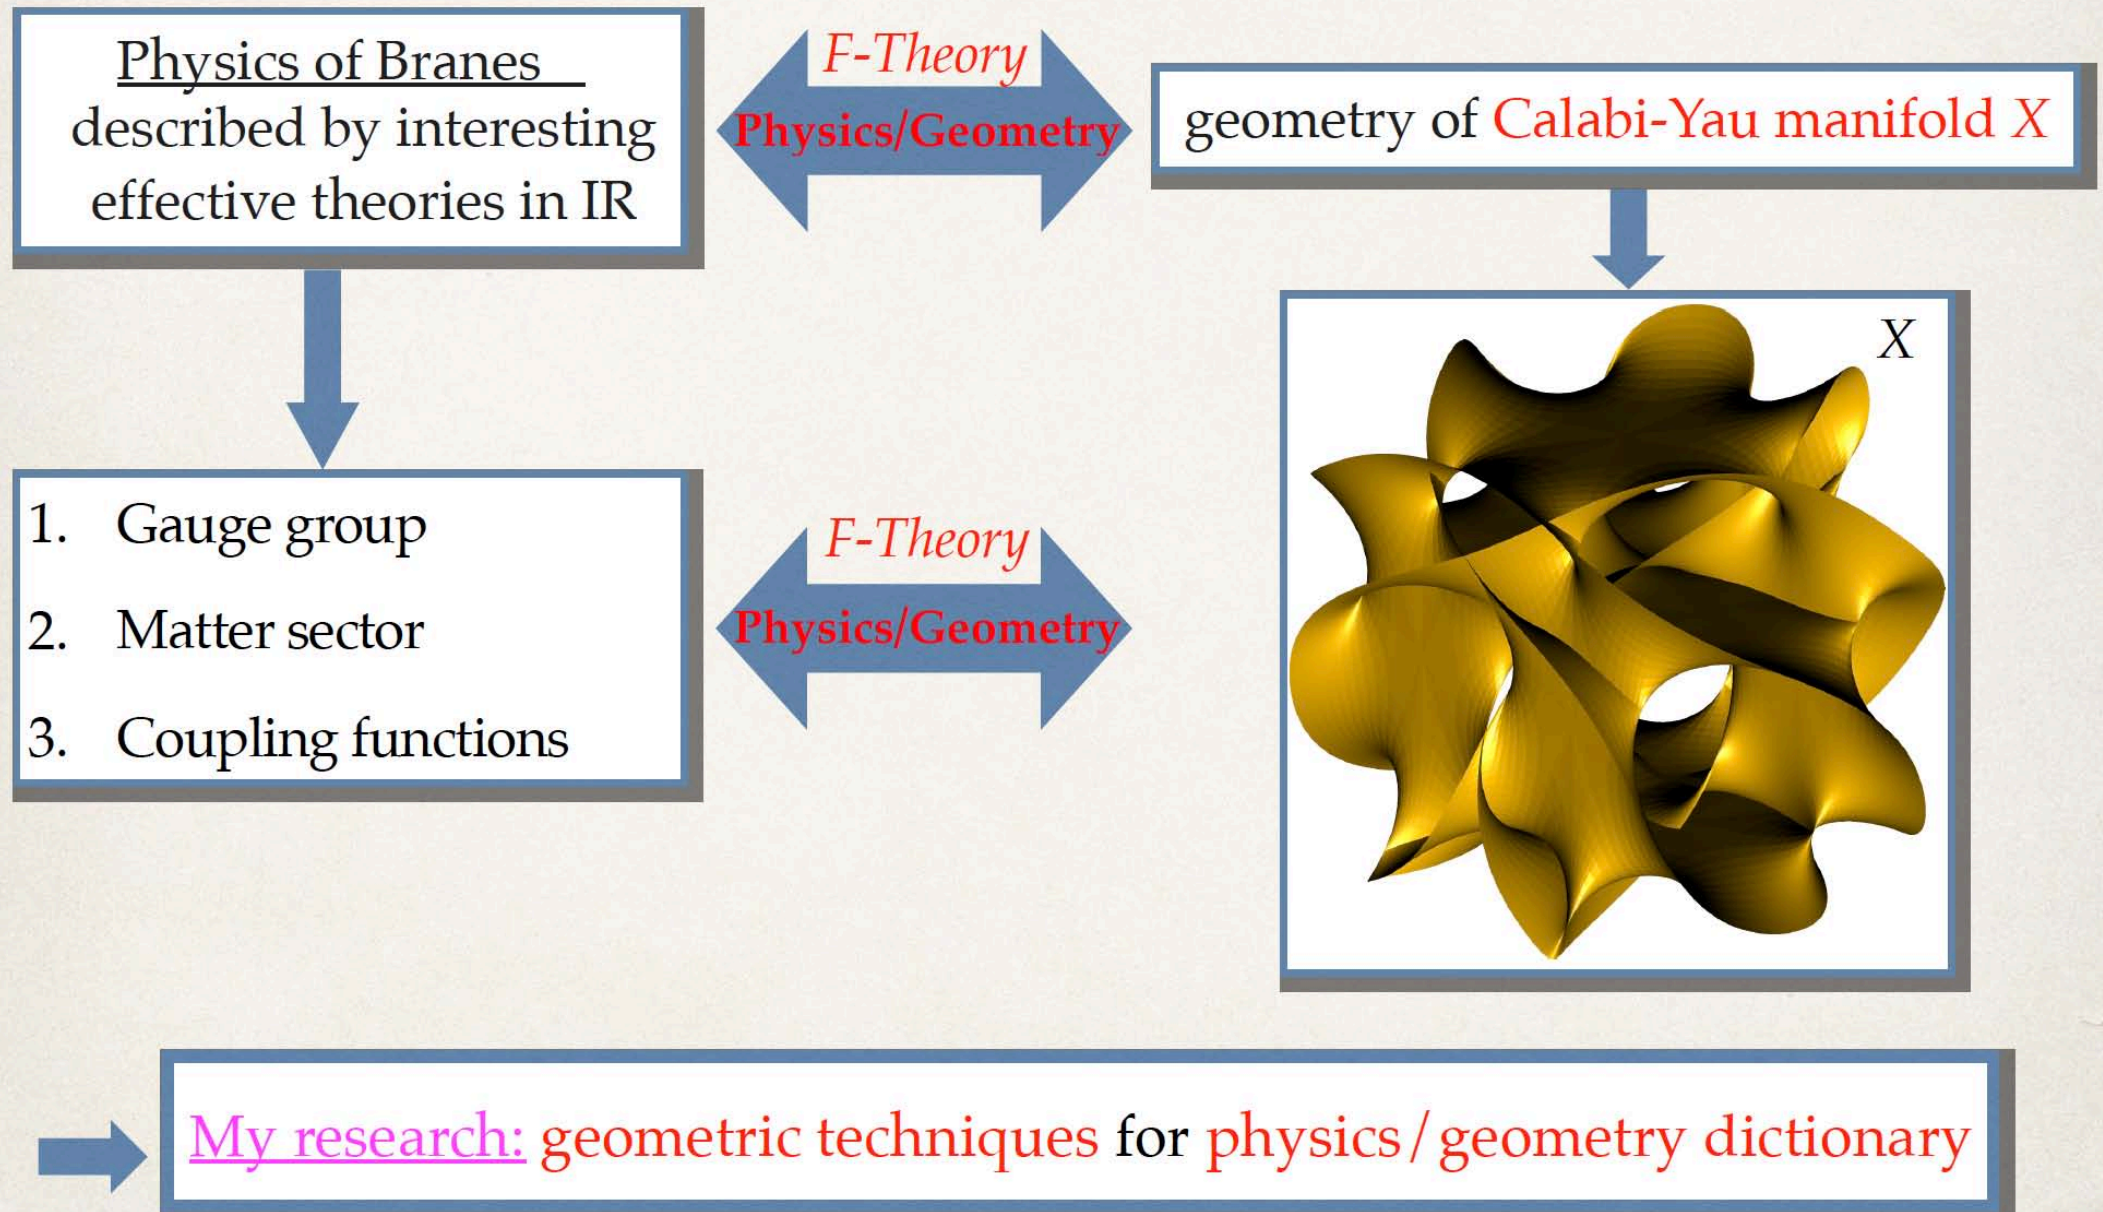 Physics of Branes
described by interesting
effective theories in IR
F-Theory
Physics/Geometry
geometry of Calabi-Yau manifold X
1. Gauge group
2. Matter sector
3. Coupling functions
F-Theory
Physics/Geometry
X
My research: geometric techniques for physics/geometry dictionary